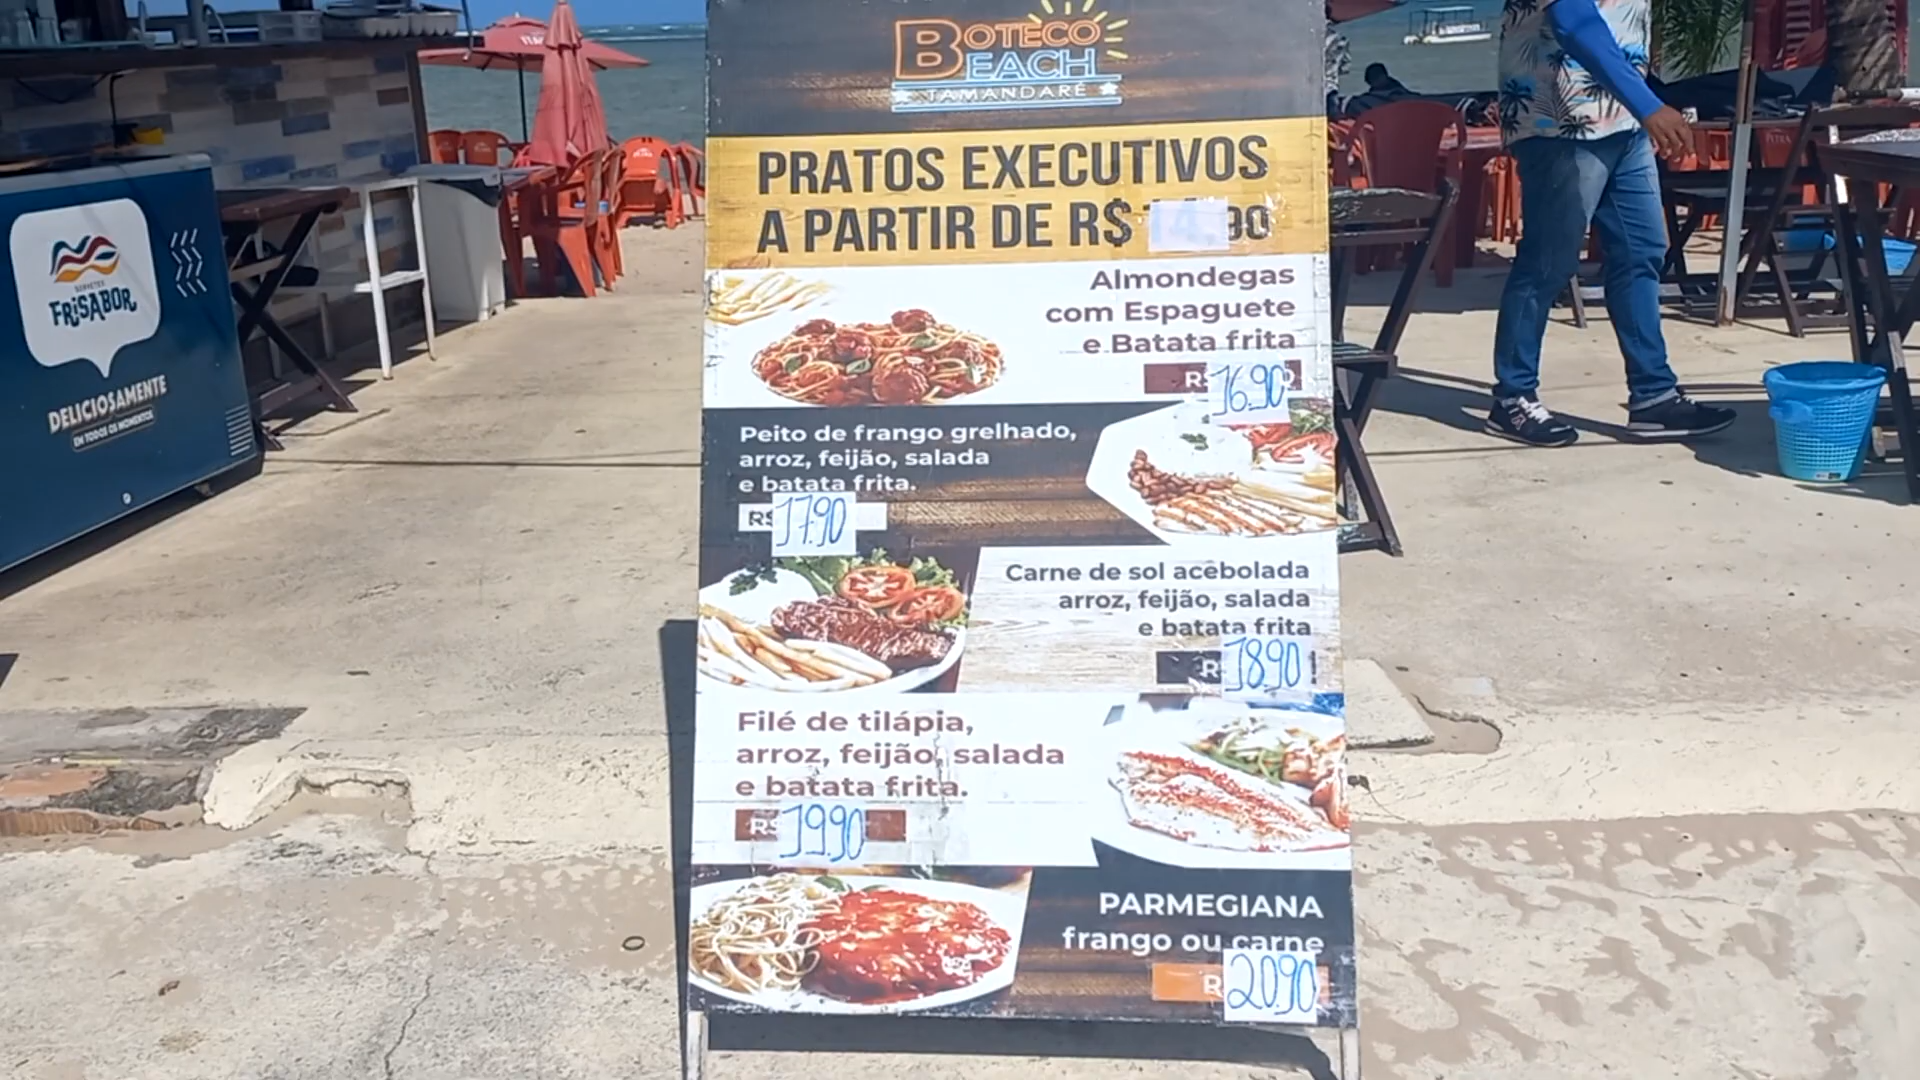 BOTECO
BEACH
TAMANDARÉ
PRATOS EXECUTIVOS
A PARTIR DE R$ 14,90
Almondegas
com Espaguete
e Batata frita
R$ 16.90
Peito de frango grelhado,
arroz, feijão, salada
e batata frita.
R$ 17.90
Carne de sol acebolada
arroz, feijão, salada
e batata frita
R 18.90
Filé de tilápia,
arroz, feijão, salada
e batata frita.
R$ 19.90
PARMEGIANA
frango ou carne
R 20.90
SORVETES
FRISABOR
DELICIOSAMENTE
EM TODOS OS MOMENTOS